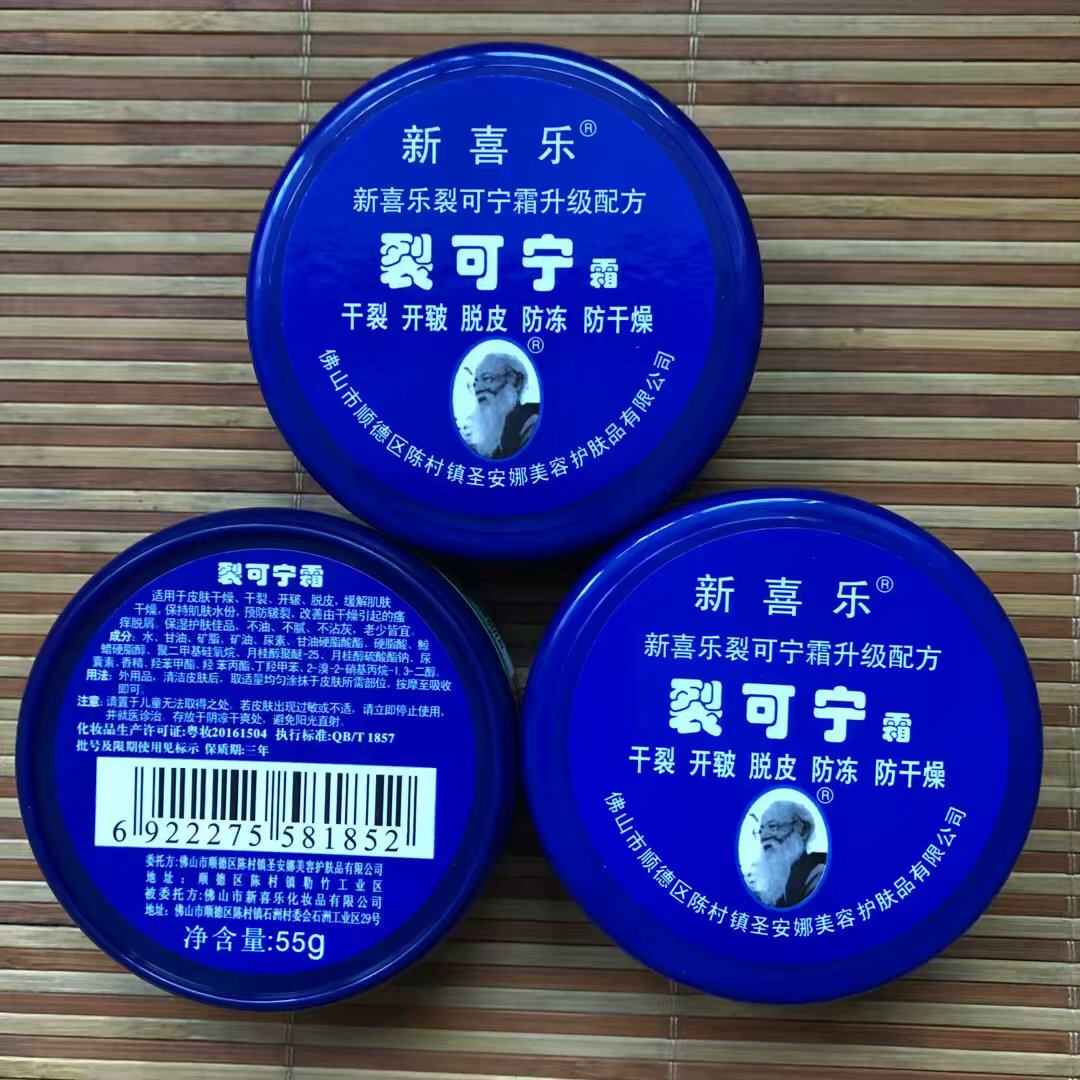 新喜乐®
新喜乐裂可宁霜升级配方
裂可宁霜
干裂 开皲 脱皮 防冻 防干燥
®
佛山市顺德区陈村镇圣安娜美容护肤品有限公司
裂可宁霜
适用于皮肤干燥、干裂、开皲、脱皮，缓解肌肤
干燥，保持肌肤水份，预防皲裂，改善由干燥引起的瘙
痒脱屑。保湿护肤佳品，不油、不腻、不沾灰，老少皆宜。
成分：水、甘油、矿脂、矿油、尿素、甘油硬脂酸酯、硬脂酸、鲸
蜡硬脂醇、聚二甲基硅氧烷、月桂醇聚醚-25、月桂醇硫酸酯钠、尿
囊素、香精、羟苯甲酯、羟苯丙酯、丁羟甲苯、2-溴-2-硝基丙烷-1,3-二醇。
用法：外用品，清洁皮肤后，取适量均匀涂抹于皮肤所需部位，按摩至吸收
即可。
注意：请置于儿童无法取得之处。若皮肤出现过敏或不适，请立即停止使用，
并就医诊治。存放于阴凉干爽处，避免阳光直射。
化妆品生产许可证:粤妆20161504 执行标准:QB/T 1857
批号及限期使用见标示 保质期:三年
6 922275 581852
委托方:佛山市顺德区陈村镇圣安娜美容护肤品有限公司
地址：顺德区陈村镇勒竹工业区
被委托方:佛山市新喜乐化妆品有限公司
地址:佛山市顺德区陈村镇石洲村委会石洲工业区29号
净含量:55g
新喜乐®
新喜乐裂可宁霜升级配方
裂可宁霜
干裂 开皲 脱皮 防冻 防干燥
®
佛山市顺德区陈村镇圣安娜美容护肤品有限公司